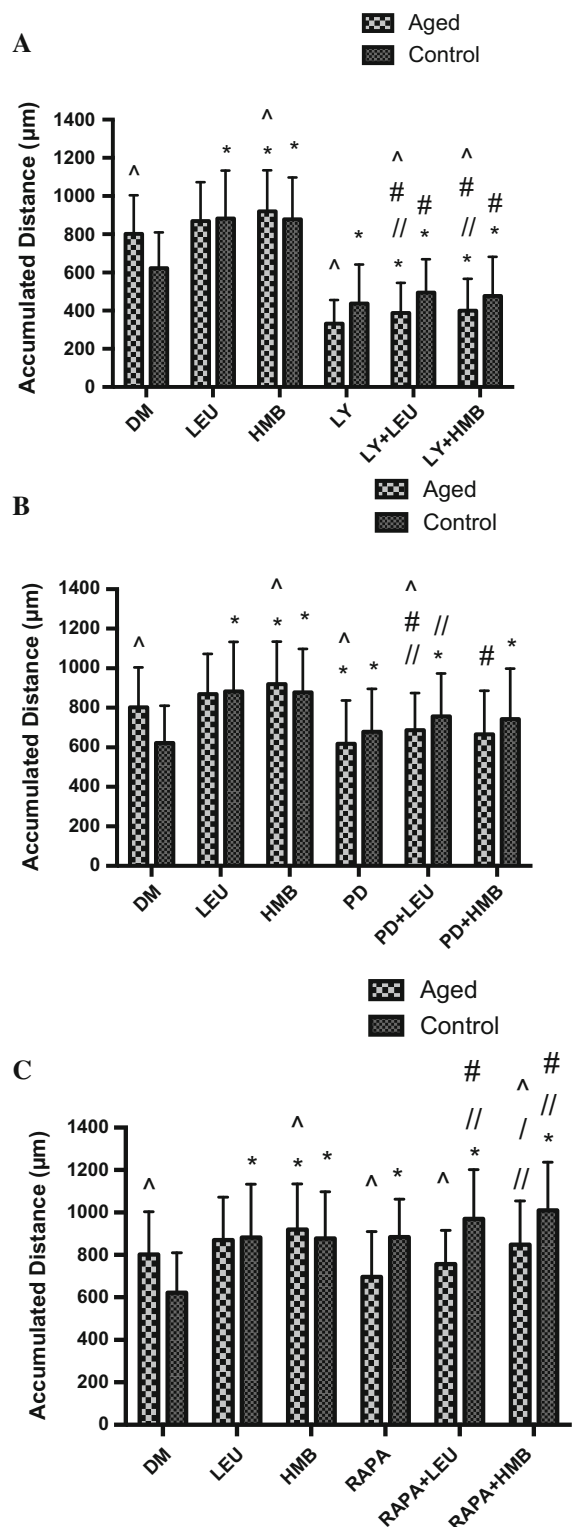 Aged
Control
A
^ ^ ^ ^
* * * # # # #
^ * // * // *
* *
Accumulated Distance (µm)
1400
1200
1000
800
600
400
200
0
DM LEU HMB LY LY+LEU LY+HMB
Aged
Control
B
^ ^
^ * * * ^ # // # *
* * // *
Accumulated Distance (µm)
1400
1200
1000
800
600
400
200
0
DM LEU HMB PD PD+LEU PD+HMB
Aged
Control
C
# ^ #
^ // / //
^ * * * ^ * ^ * // *
Accumulated Distance (µm)
1400
1200
1000
800
600
400
200
0
DM LEU HMB RAPA RAPA+LEU RAPA+HMB